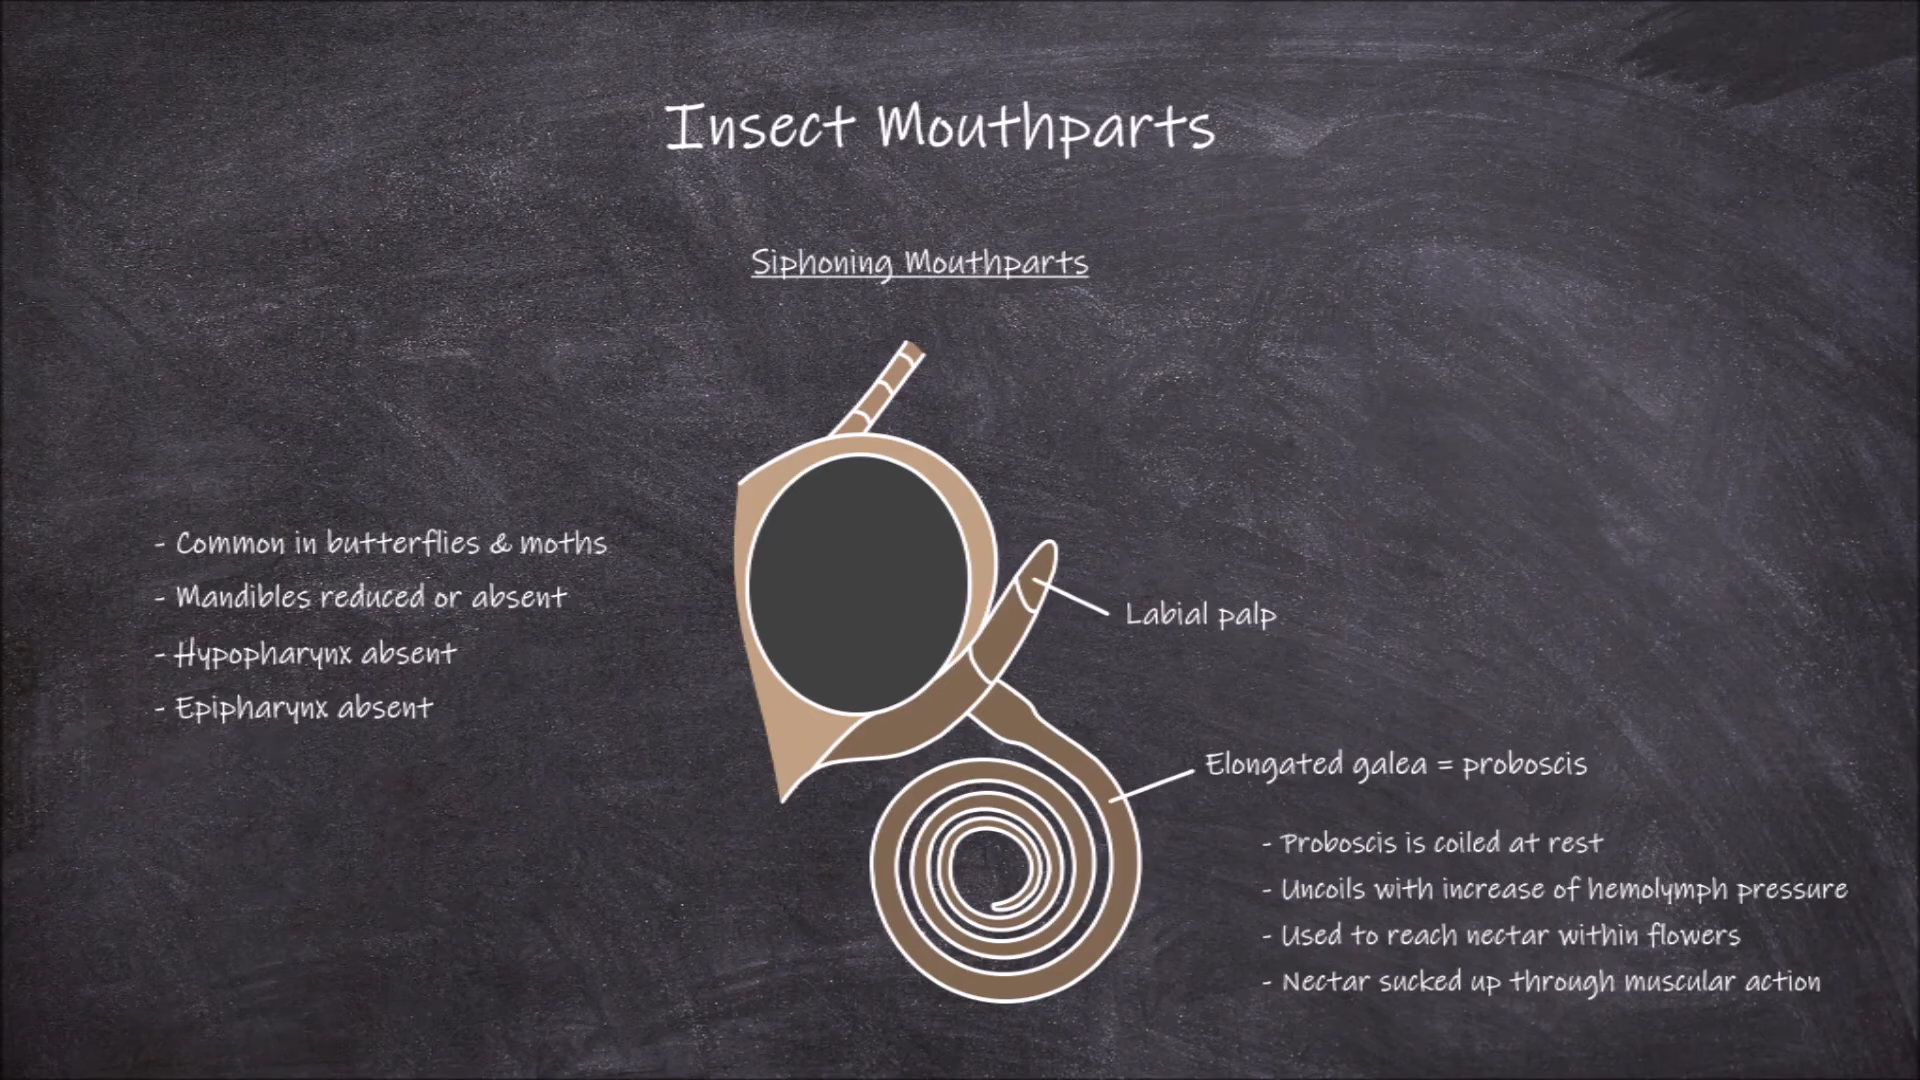 Insect Mouthparts
Siphoning Mouthparts
- Common in butterflies & moths
- Mandibles reduced or absent
- Hypopharynx absent
- Epipharynx absent
Labial palp
Elongated galea = proboscis
- Proboscis is coiled at rest
- Uncoils with increase of hemolymph pressure
- Used to reach nectar within flowers
- Nectar sucked up through muscular action